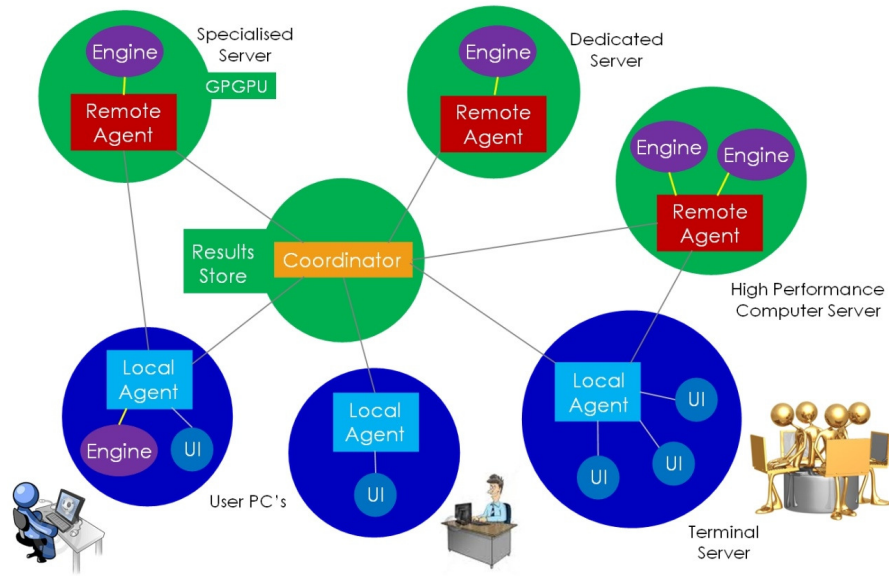 Specialised
Server
Engine
GPGPU
Remote
Agent
Engine
Dedicated
Server
Remote
Agent
Engine
Engine
Remote
Agent
High Performance
Computer Server
Results
Store
Coordinator
Local
Agent
Engine
UI
User PC's
Local
Agent
UI
Local
Agent
UI
UI
UI
Terminal
Server